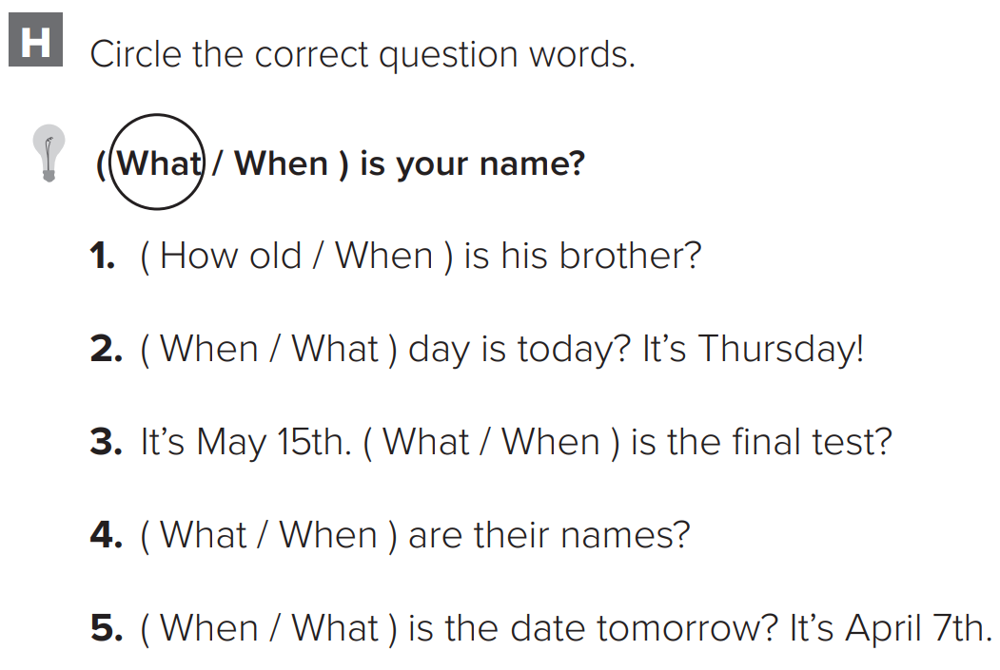 H Circle the correct question words.
( What / When ) is your name?
1. ( How old / When ) is his brother?
2. ( When / What ) day is today? It’s Thursday!
3. It’s May 15th. ( What / When ) is the final test?
4. ( What / When ) are their names?
5. ( When / What ) is the date tomorrow? It’s April 7th.